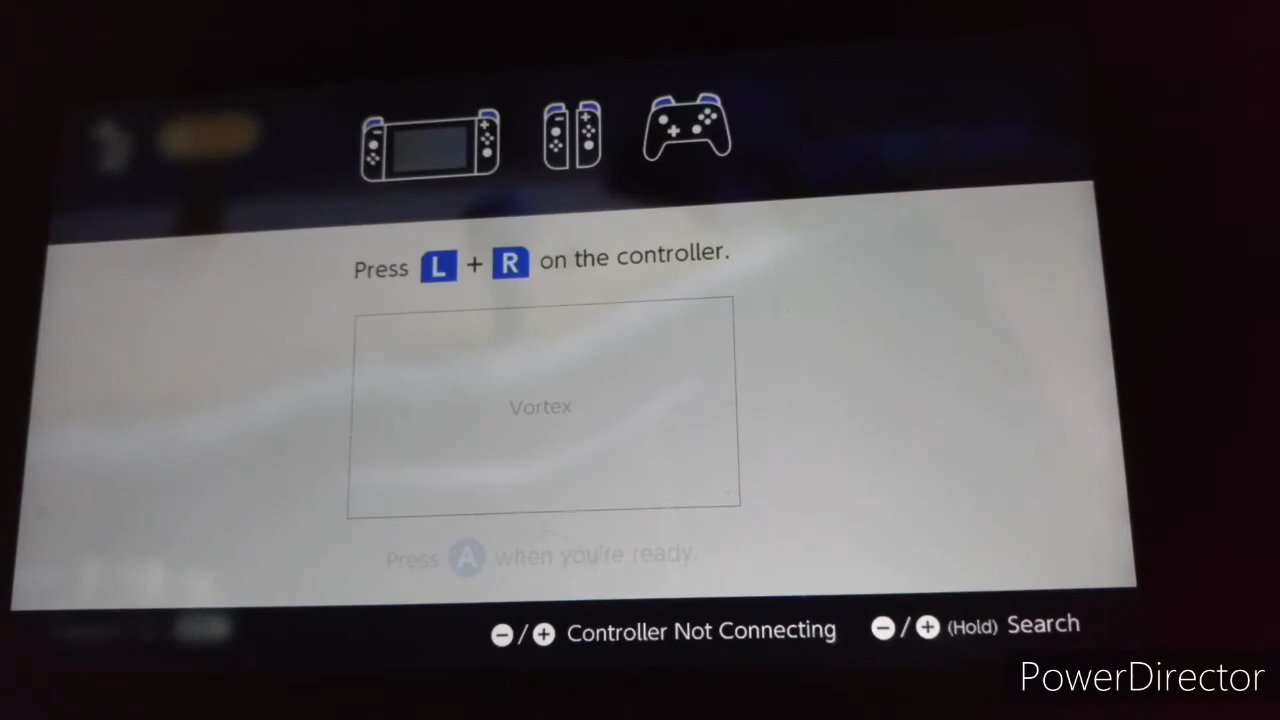 Press L + R on the controller.
Vortex
Press A when you're ready.
−/+ Controller Not Connecting −/+ (Hold) Search
PowerDirector